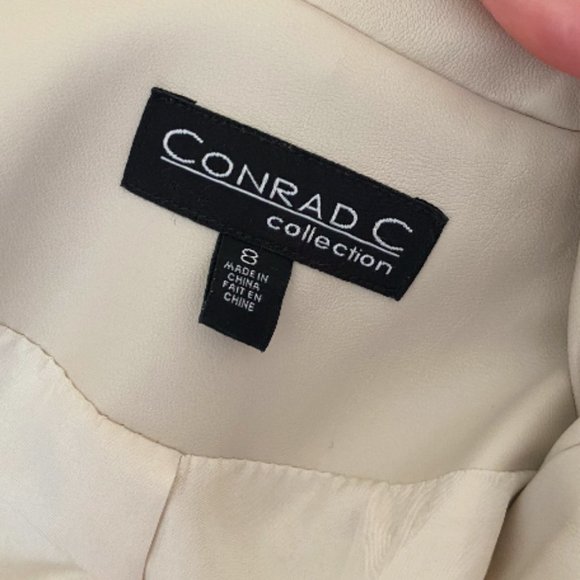 CONRAD C
collection
8
MADE IN
CHINA
FAIT EN
CHINE